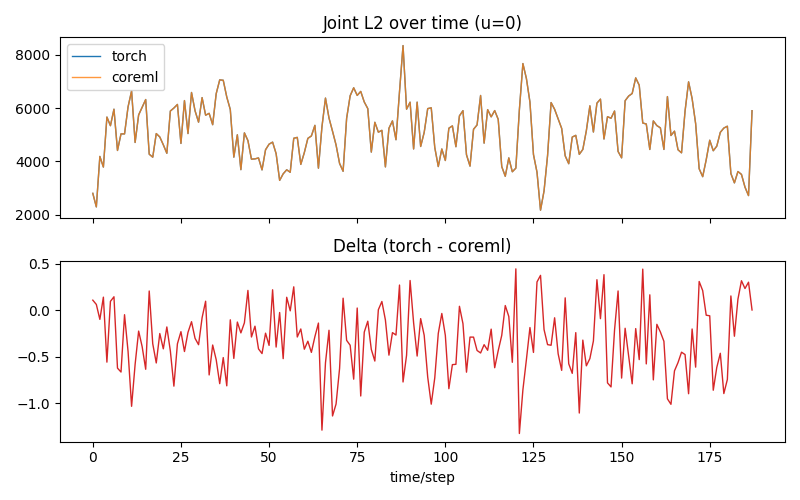 Joint L2 over time (u=0)
8000
6000
4000
2000
torch
coreml
Delta (torch - coreml)
0.5
0.0
−0.5
−1.0
0 25 50 75 100 125 150 175
time/step